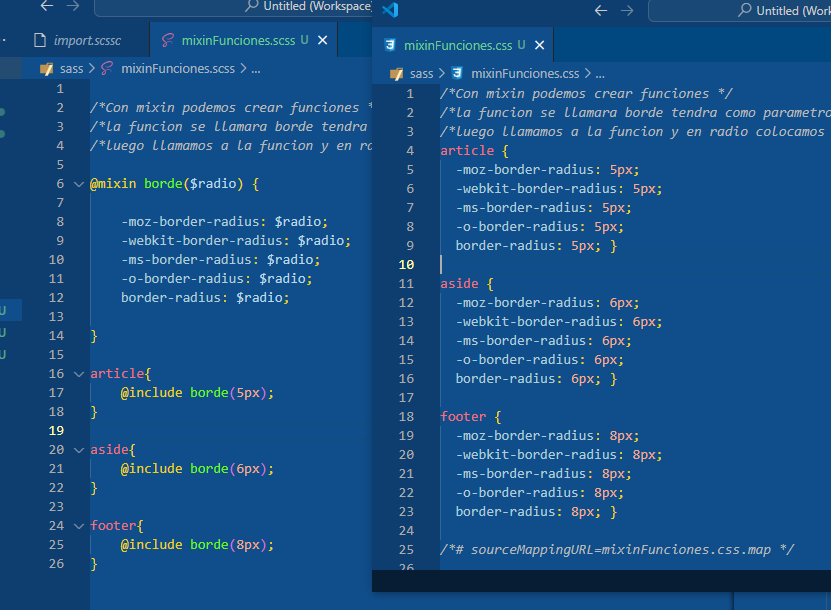 Untitled (Workspace
import.scssc
mixinFunciones.scss U
sass > mixinFunciones.scss > ...
1
2 /*Con mixin podemos crear funciones *
3 /*la funcion se llamara borde tendra
4 /*luego llamamos a la funcion y en ra
5
6 @mixin borde($radio) {
7
8 -moz-border-radius: $radio;
9 -webkit-border-radius: $radio;
10 -ms-border-radius: $radio;
11 -o-border-radius: $radio;
12 border-radius: $radio;
13
14 }
15
16 article{
17 @include borde(5px);
18 }
19
20 aside{
21 @include borde(6px);
22 }
23
24 footer{
25 @include borde(8px);
26 }
U
U
U
Untitled (Work
mixinFunciones.css U
sass > mixinFunciones.css > ...
1 /*Con mixin podemos crear funciones */
2 /*la funcion se llamara borde tendra como parametro
3 /*luego llamamos a la funcion y en radio colocamos
4 article {
5 -moz-border-radius: 5px;
6 -webkit-border-radius: 5px;
7 -ms-border-radius: 5px;
8 -o-border-radius: 5px;
9 border-radius: 5px; }
10
11 aside {
12 -moz-border-radius: 6px;
13 -webkit-border-radius: 6px;
14 -ms-border-radius: 6px;
15 -o-border-radius: 6px;
16 border-radius: 6px; }
17
18 footer {
19 -moz-border-radius: 8px;
20 -webkit-border-radius: 8px;
21 -ms-border-radius: 8px;
22 -o-border-radius: 8px;
23 border-radius: 8px; }
24
25 /*# sourceMappingURL=mixinFunciones.css.map */
26